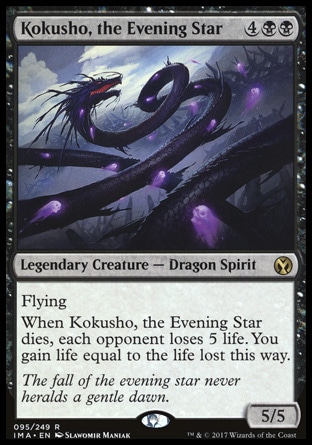 Kokusho, the Evening Star 4
Legendary Creature — Dragon Spirit
Flying
When Kokusho, the Evening Star
dies, each opponent loses 5 life. You
gain life equal to the life lost this way.
The fall of the evening star never
heralds a gentle dawn.
5/5
095/249 R
IMA • EN SLAWOMIR MANIAK
™ & © 2017 Wizards of the Coast